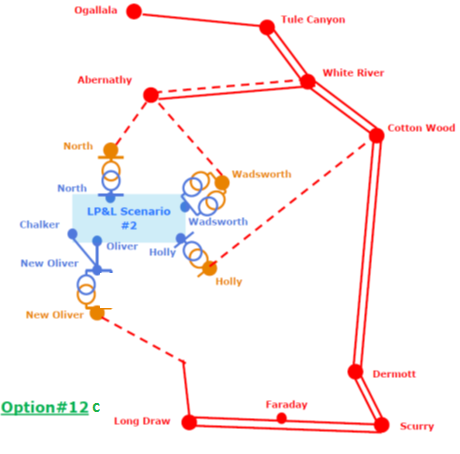 Ogallala
Tule Canyon
White River
Abernathy
Cotton Wood
North
Wadsworth
North
LP&L Scenario
#2
Wadsworth
Chalker
Oliver
Holly
New Oliver
Holly
New Oliver
Dermott
Option#12 c
Faraday
Long Draw
Scurry